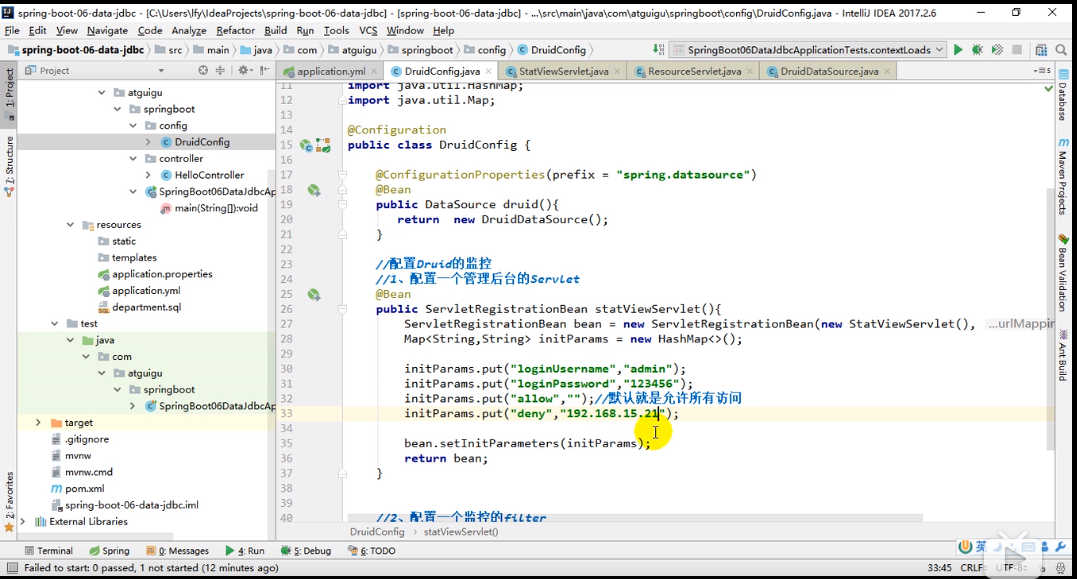 spring-boot-06-data-jdbc - [C:\Users\lfy\IdeaProjects\spring-boot-06-data-jdbc] - [spring-boot-06-data-jdbc] - ...\src\main\java\com\atguigu\springboot\config\DruidConfig.java - IntelliJ IDEA 2017.2.6
File Edit View Navigate Code Analyze Refactor Build Run Tools VCS Window Help
spring-boot-06-data-jdbc src main java com atguigu springboot config DruidConfig SpringBoot06DataJdbcApplicationTests.contextLoads
Project
application.yml DruidConfig.java StatViewServlet.java ResourceServlet.java DruidDataSource.java
1: Project
Z: Structure
2: Favorites
atguigu
springboot
config
DruidConfig
controller
HelloController
SpringBoot06DataJdbcAp
main(String[]):void
resources
static
templates
application.properties
application.yml
department.sql
test
java
com
atguigu
springboot
SpringBoot06DataJdbcAp
target
.gitignore
mvnw
mvnw.cmd
pom.xml
spring-boot-06-data-jdbc.iml
External Libraries
11 import java.util.HashMap;
12 import java.util.Map;
13
14 @Configuration
15 public class DruidConfig {
16
17 @ConfigurationProperties(prefix = "spring.datasource")
18 @Bean
19 public DataSource druid(){
20 return new DruidDataSource();
21 }
22
23 //配置Druid的监控
24 //1、配置一个管理后台的Servlet
25 @Bean
26 public ServletRegistrationBean statViewServlet(){
27 ServletRegistrationBean bean = new ServletRegistrationBean(new StatViewServlet(), ...urlMappin
28 Map<String,String> initParams = new HashMap<>();
29
30 initParams.put("loginUsername","admin");
31 initParams.put("loginPassword","123456");
32 initParams.put("allow","");//默认就是允许所有访问
33 initParams.put("deny","192.168.15.21");
34
35 bean.setInitParameters(initParams);
36 return bean;
37 }
38
39
40 //2、配置一个监控的filter
DruidConfig statViewServlet()
Database
Maven Projects
Bean Validation
Ant Build
Terminal Spring 0: Messages 4: Run 5: Debug 6: TODO
英
Failed to start: 0 passed, 1 not started (12 minutes ago) 33:45 CRLF: UTF-8: